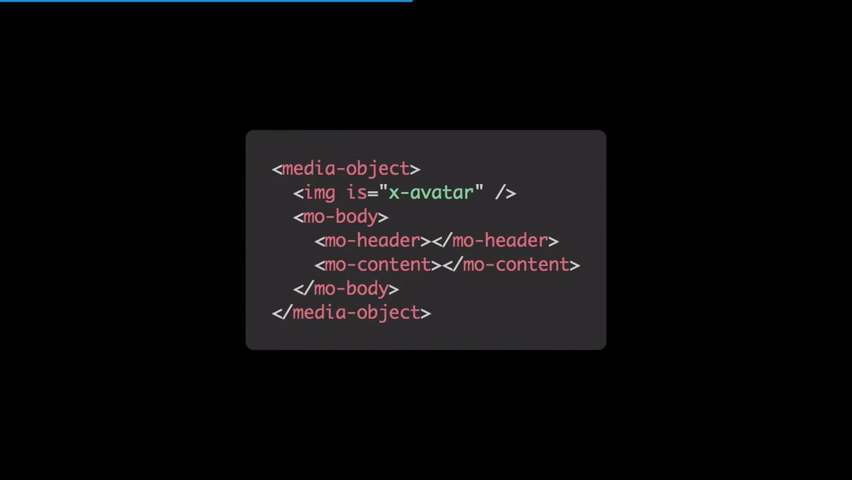 <media-object>
  <img is="x-avatar" />
  <mo-body>
    <mo-header></mo-header>
    <mo-content></mo-content>
  </mo-body>
</media-object>